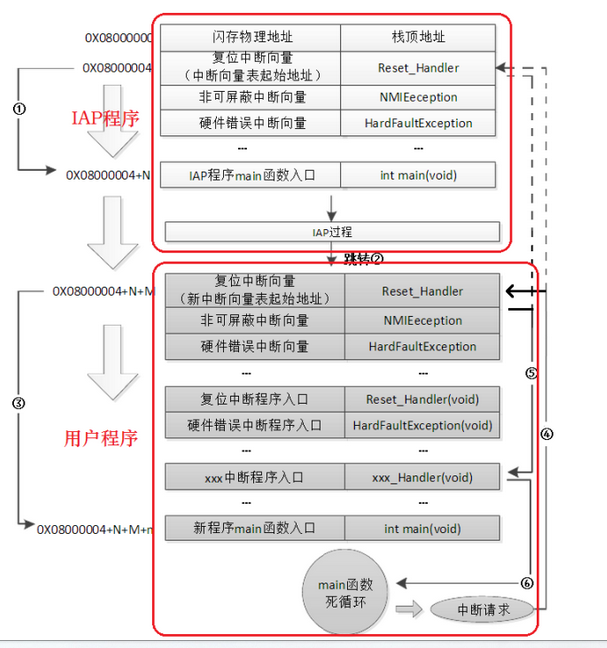 0X08000000 闪存物理地址 栈顶地址
0X08000004 复位中断向量
（中断向量表起始地址） Reset_Handler
① 非可屏蔽中断向量 NMIEeception
IAP程序 硬件错误中断向量 HardFaultException
... ...
0X08000004+N IAP程序main函数入口 int main(void)
IAP过程
跳转②
0X08000004+N+M 复位中断向量
（新中断向量表起始地址） Reset_Handler
非可屏蔽中断向量 NMIEeception
硬件错误中断向量 HardFaultException
... ...
⑤
③ 复位中断程序入口 Reset_Handler(void)
硬件错误中断程序入口 HardFaultException(void)
用户程序
④
... ...
xxx中断程序入口 xxx_Handler(void)
... ...
0X08000004+N+M+n 新程序main函数入口 int main(void)
⑥
main函数
死循环
中断请求